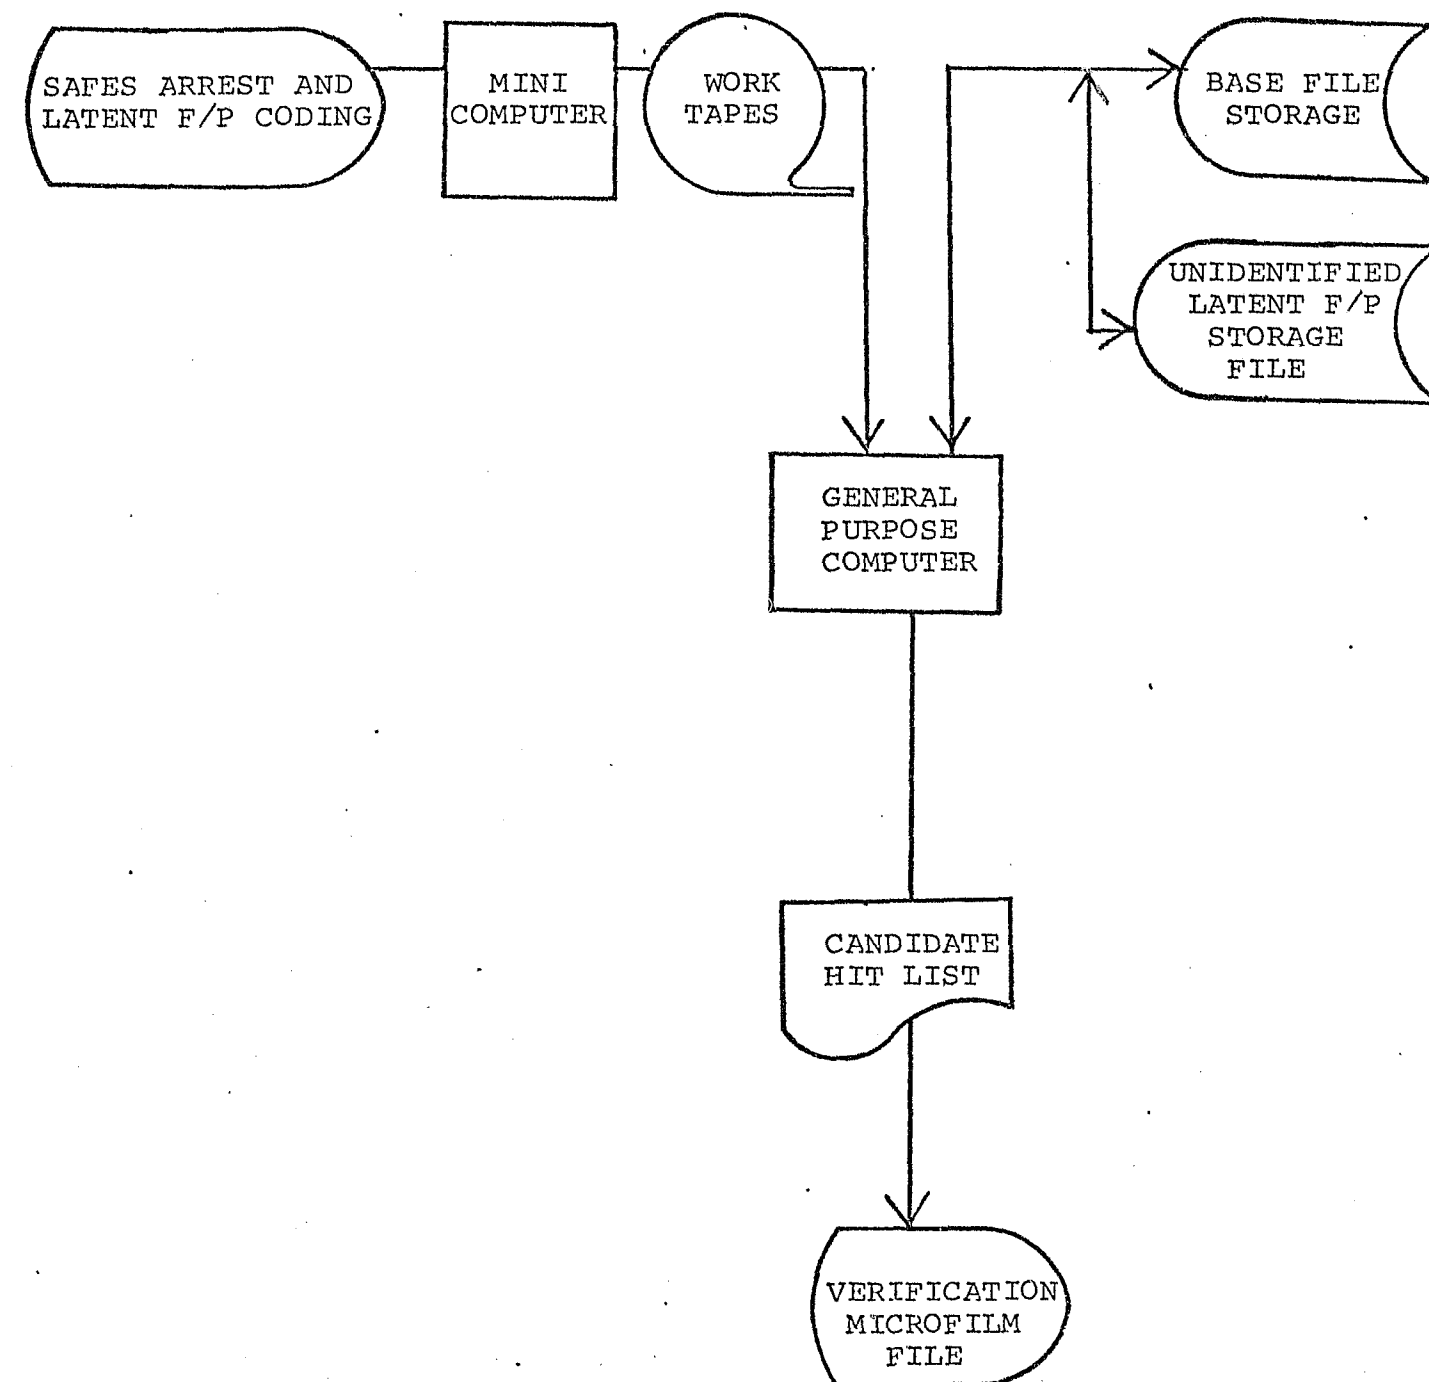 SAFES ARREST AND
LATENT F/P CODING
MINI
COMPUTER
WORK
TAPES
BASE FILE
STORAGE
UNIDENTIFIED
LATENT F/P
STORAGE
FILE
GENERAL
PURPOSE
COMPUTER
CANDIDATE
HIT LIST
VERIFICATION
MICROFILM
FILE